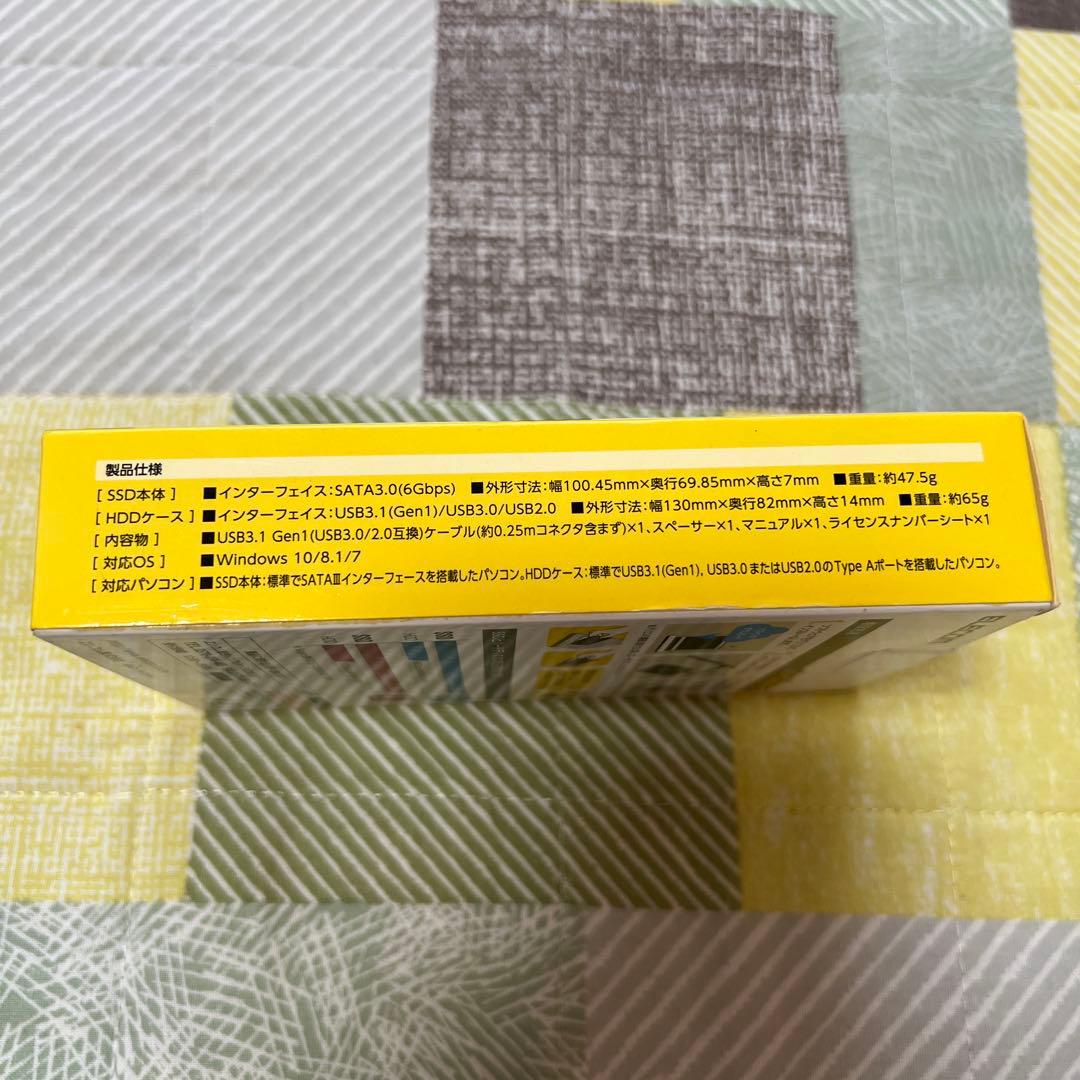 製品仕様
[ SSD本体 ] ■インターフェイス:SATA3.0(6Gbps) ■外形寸法:幅100.45mm×奥行69.85mm×高さ7mm ■重量:約47.5g
[ HDDケース ] ■インターフェイス:USB3.1(Gen1)/USB3.0/USB2.0 ■外形寸法:幅130mm×奥行82mm×高さ14mm ■重量:約65g
[ 内容物 ] ■USB3.1 Gen1(USB3.0/2.0互換)ケーブル(約0.25mコネクタ含まず)×1、スペーサー×1、マニュアル×1、ライセンスナンバーシート×1
[ 対応OS ] ■Windows 10/8.1/7
[ 対応パソコン ] ■SSD本体:標準でSATAⅢインターフェースを搭載したパソコン。HDDケース:標準でUSB3.1(Gen1), USB3.0 またはUSB2.0のType Aポートを搭載したパソコン。